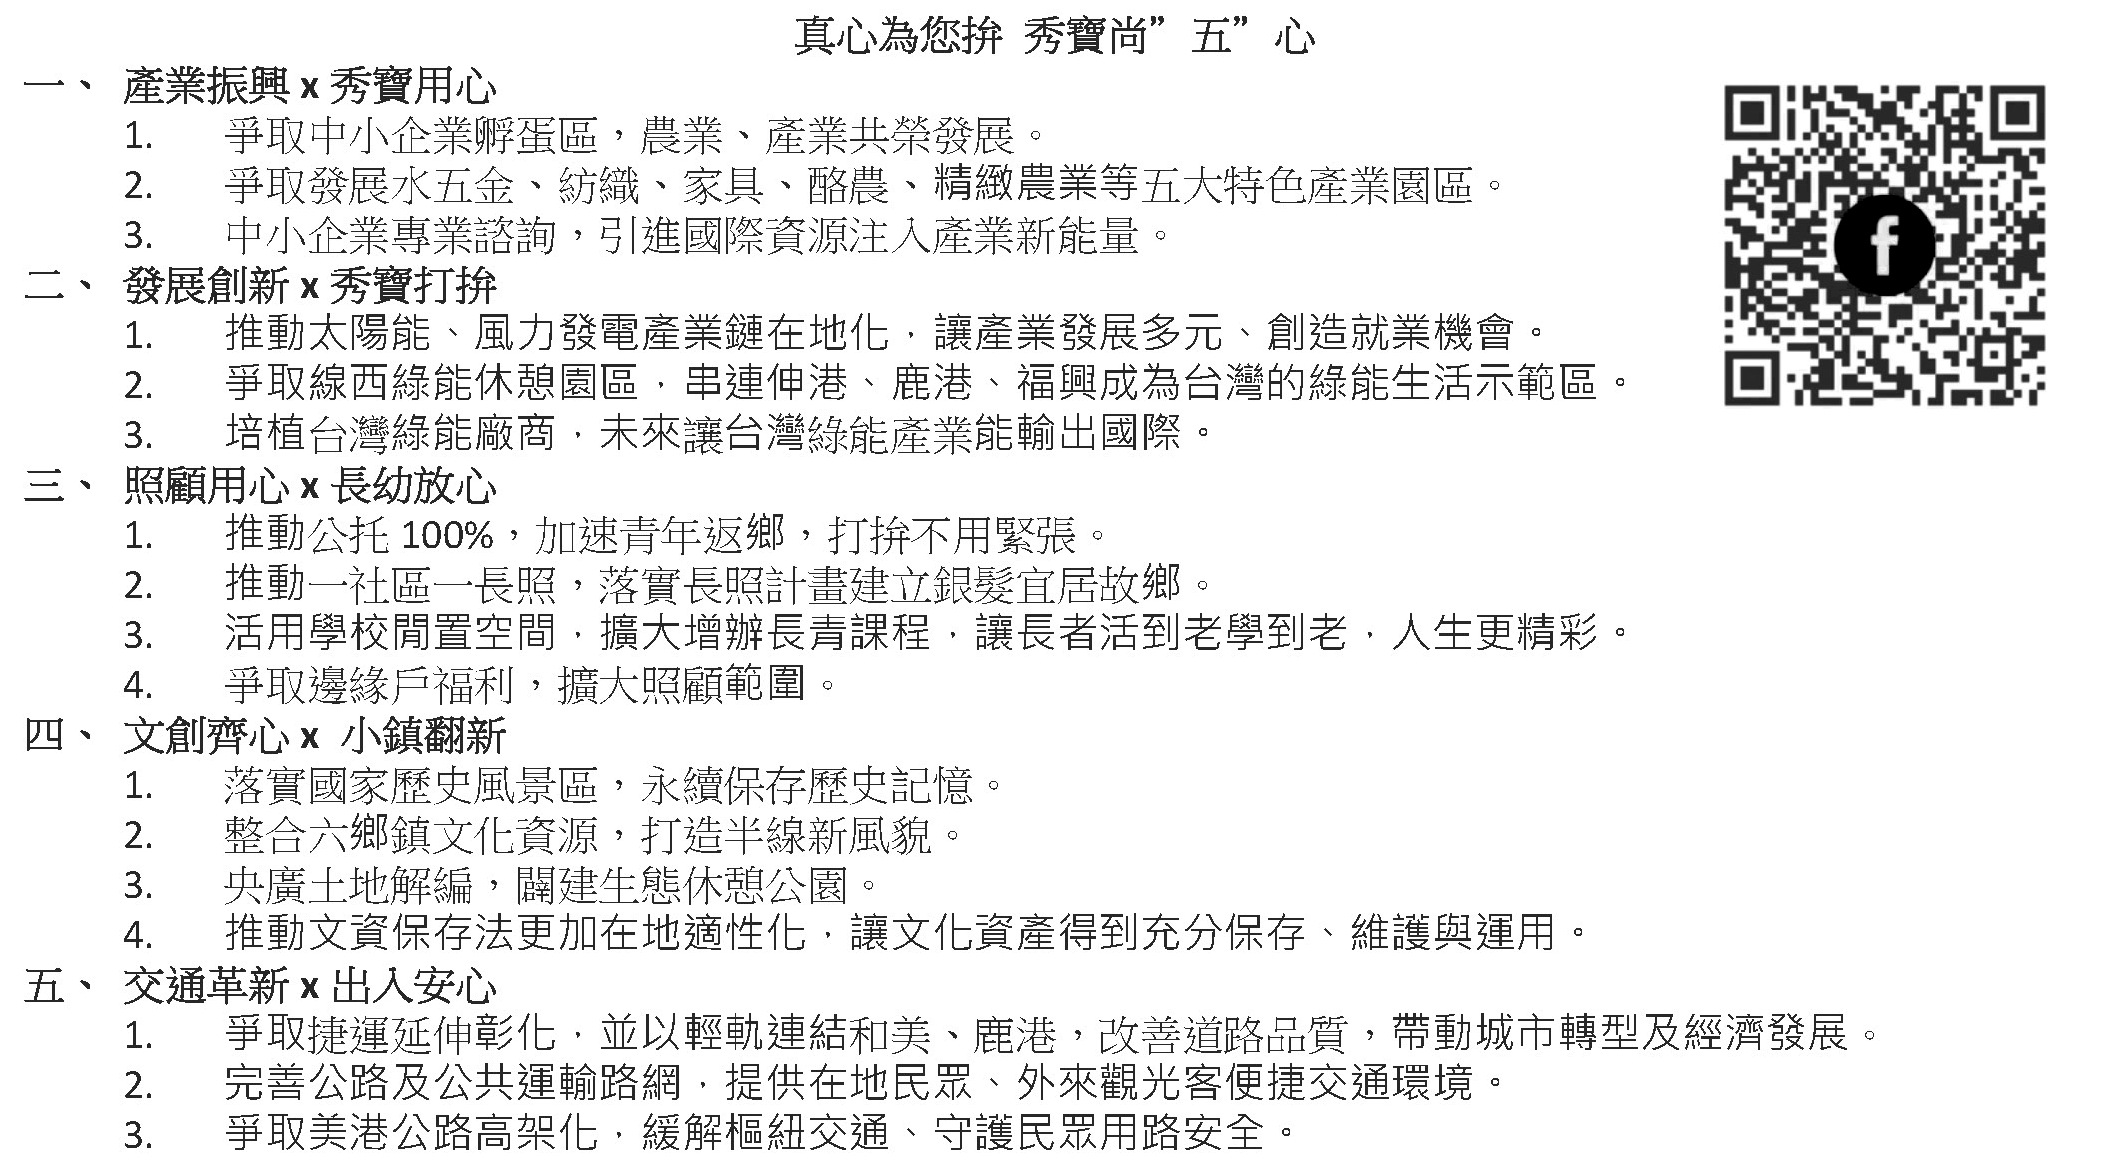 真心為您拚 秀寶尚”五”心
一、 產業振興 x 秀寶用心
1. 爭取中小企業孵蛋區，農業、產業共榮發展。
2. 爭取發展水五金、紡織、家具、酪農、精緻農業等五大特色產業園區。
3. 中小企業專業諮詢，引進國際資源注入產業新能量。
二、 發展創新 x 秀寶打拚
1. 推動太陽能、風力發電產業鏈在地化，讓產業發展多元、創造就業機會。
2. 爭取線西綠能休憩園區，串連伸港、鹿港、福興成為台灣的綠能生活示範區。
3. 培植台灣綠能廠商，未來讓台灣綠能產業能輸出國際。
三、 照顧用心 x 長幼放心
1. 推動公托 100%，加速青年返鄉，打拚不用緊張。
2. 推動一社區一長照，落實長照計畫建立銀髮宜居故鄉。
3. 活用學校閒置空間，擴大增辦長青課程，讓長者活到老學到老，人生更精彩。
4. 爭取邊緣戶福利，擴大照顧範圍。
四、 文創齊心 x 小鎮翻新
1. 落實國家歷史風景區，永續保存歷史記憶。
2. 整合六鄉鎮文化資源，打造半線新風貌。
3. 央廣土地解編，闢建生態休憩公園。
4. 推動文資保存法更加在地適性化，讓文化資產得到充分保存、維護與運用。
五、 交通革新 x 出入安心
1. 爭取捷運延伸彰化，並以輕軌連結和美、鹿港，改善道路品質，帶動城市轉型及經濟發展。
2. 完善公路及公共運輸路網，提供在地民眾、外來觀光客便捷交通環境。
3. 爭取美港公路高架化，緩解樞紐交通、守護民眾用路安全。